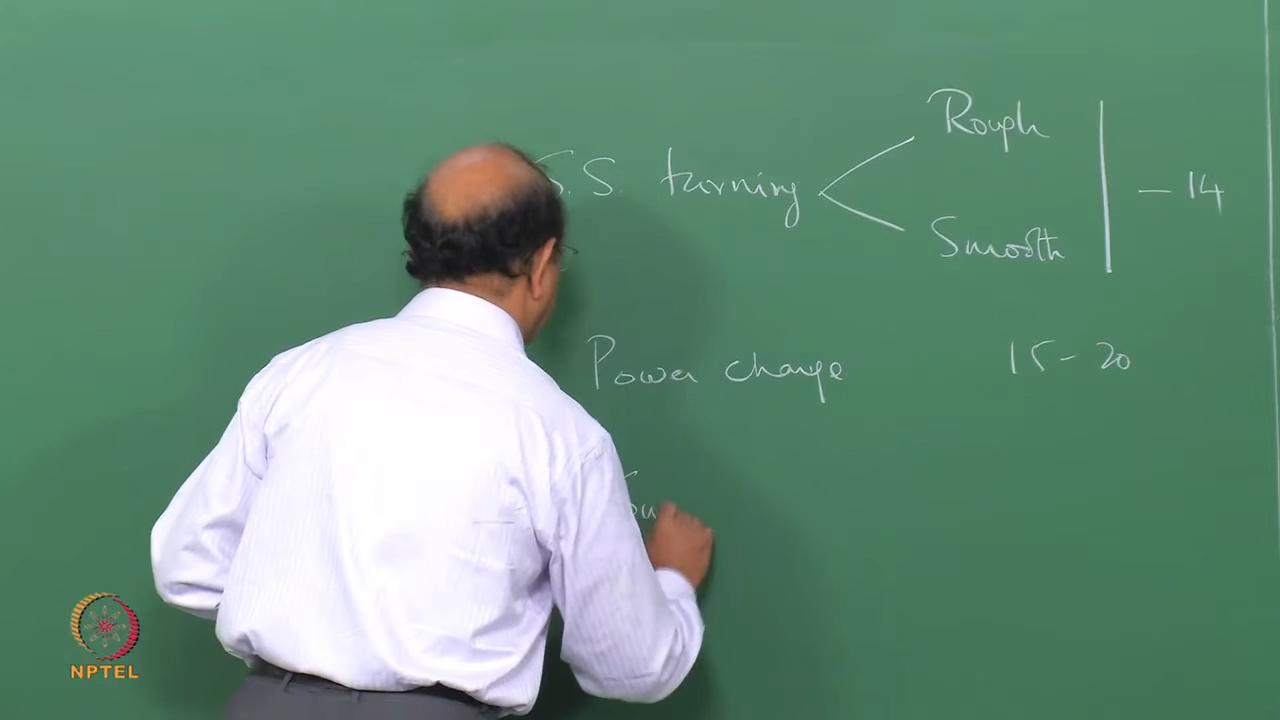 Rough
S. S. turning
– 14
Smooth
Power change 15 - 20
NPTEL